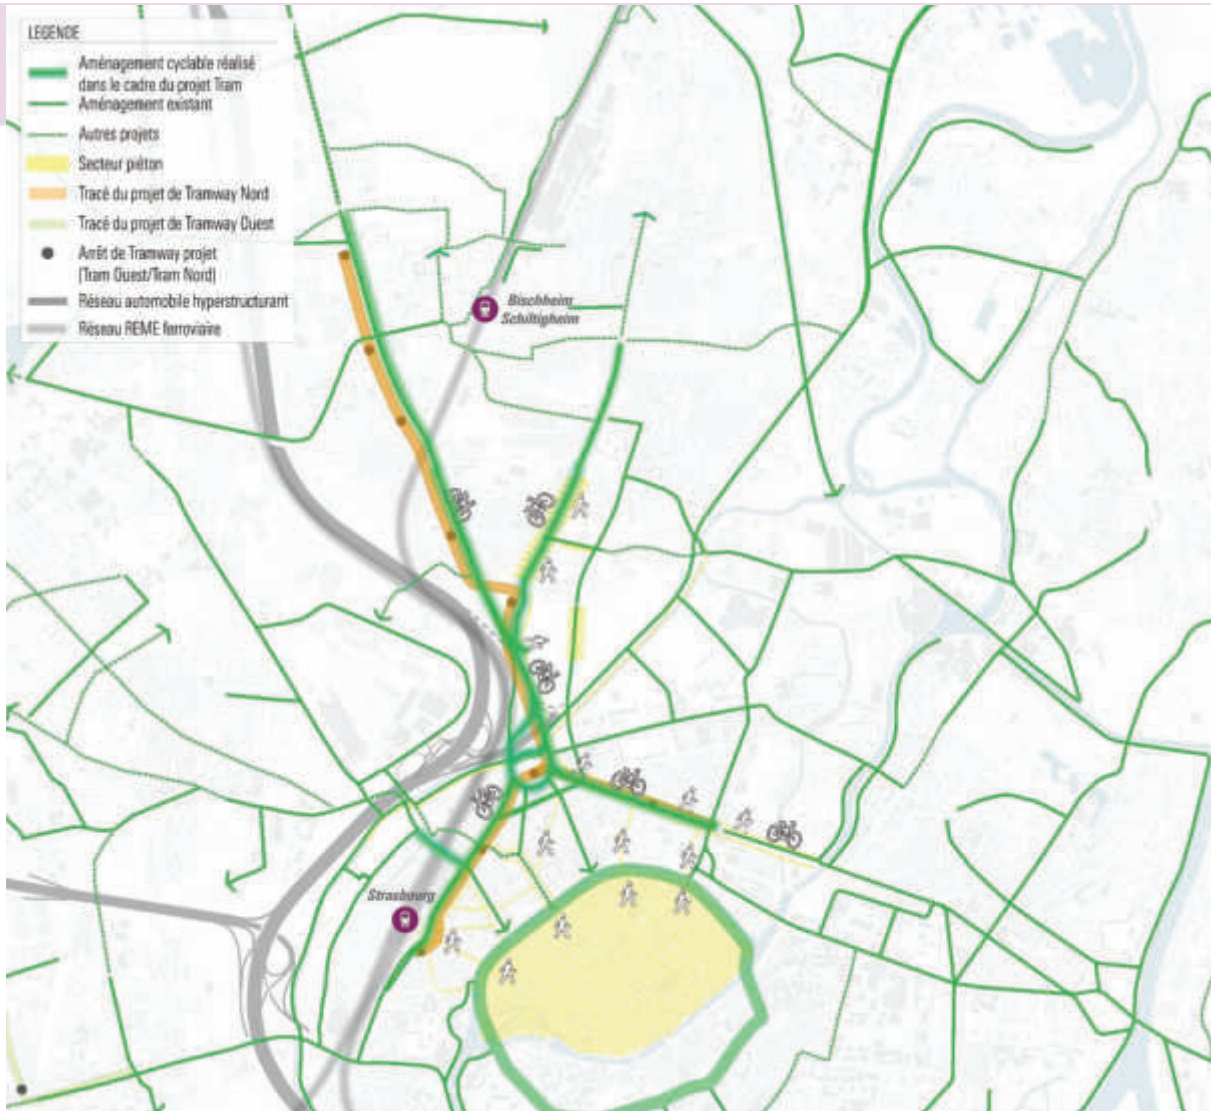 LEGENDE
Aménagement cyclable réalisé
dans le cadre du projet Tram
Aménagement existant
Autres projets
Secteur piéton
Tracé du projet de Tramway Nord
Tracé du projet de Tramway Ouest
Arrêt de Tramway projet
(Tram Ouest/Tram Nord)
Réseau automobile hyperstructurant
Réseau REME ferroviaire
Bischheim
Schiltigheim
Strasbourg